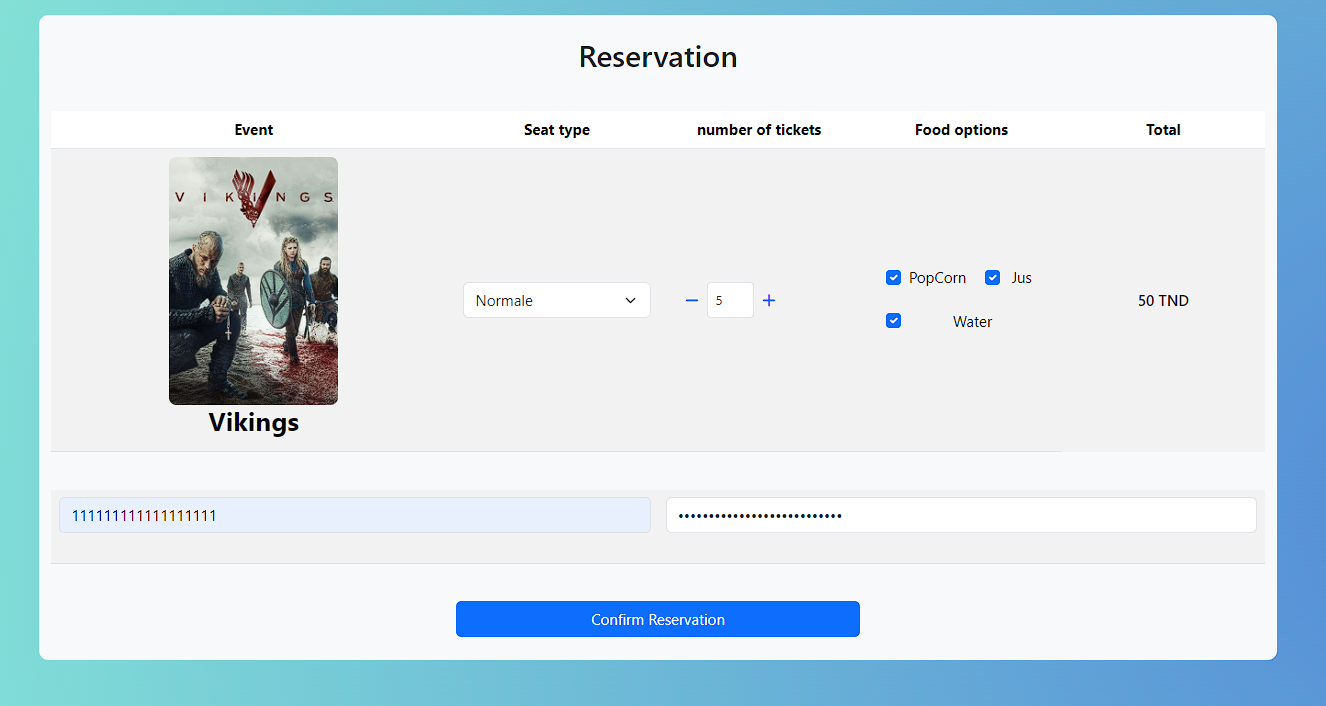 Reservation
Event Seat type number of tickets Food options Total
VIKINGS
Normale 5 PopCorn Jus 50 TND
Water
Vikings
111111111111111111 •••••••••••••••••••••••••••
Confirm Reservation